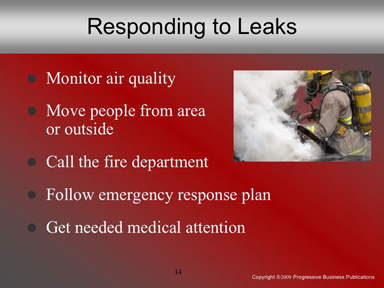 Responding to Leaks
Monitor air quality
Move people from area
or outside
Call the fire department
Follow emergency response plan
Get needed medical attention
14
Copyright ©2009 Progressive Business Publications